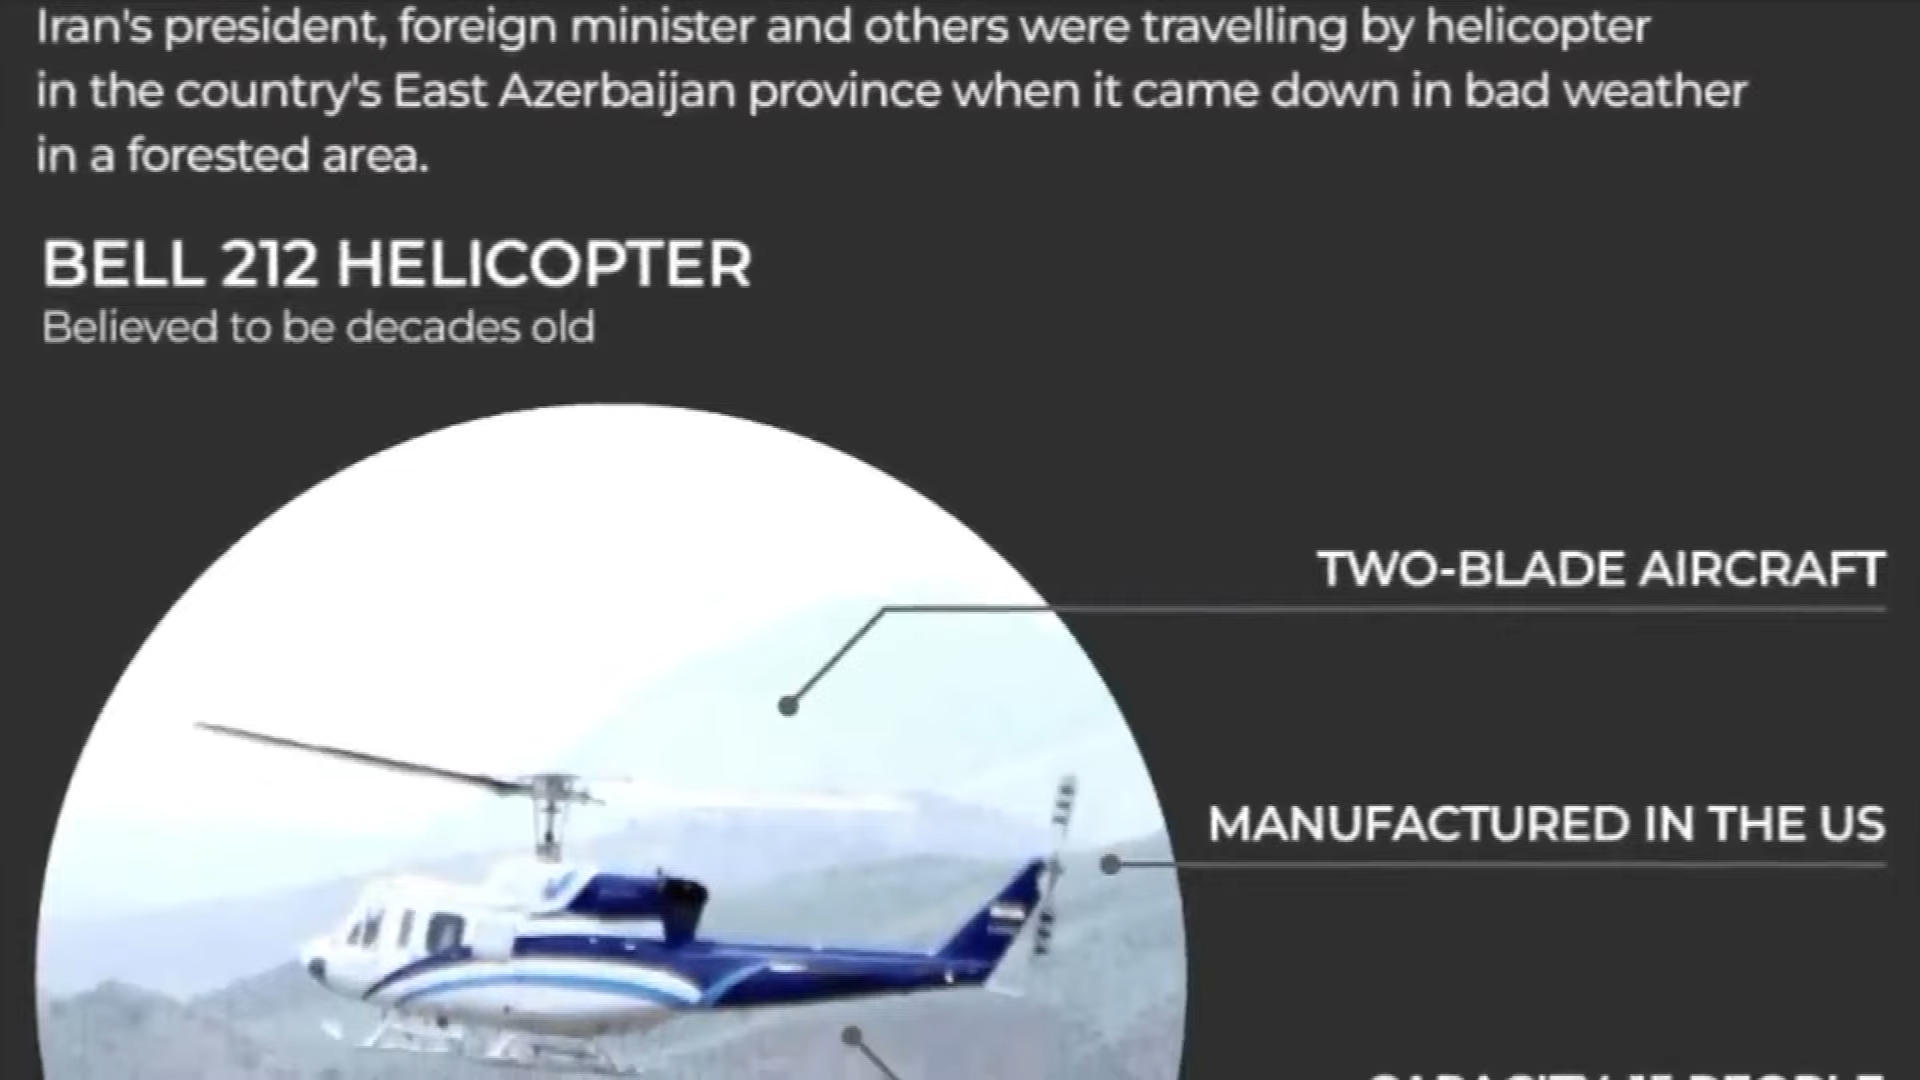 Iran's president, foreign minister and others were travelling by helicopter
in the country's East Azerbaijan province when it came down in bad weather
in a forested area.
BELL 212 HELICOPTER
Believed to be decades old
TWO-BLADE AIRCRAFT
MANUFACTURED IN THE US